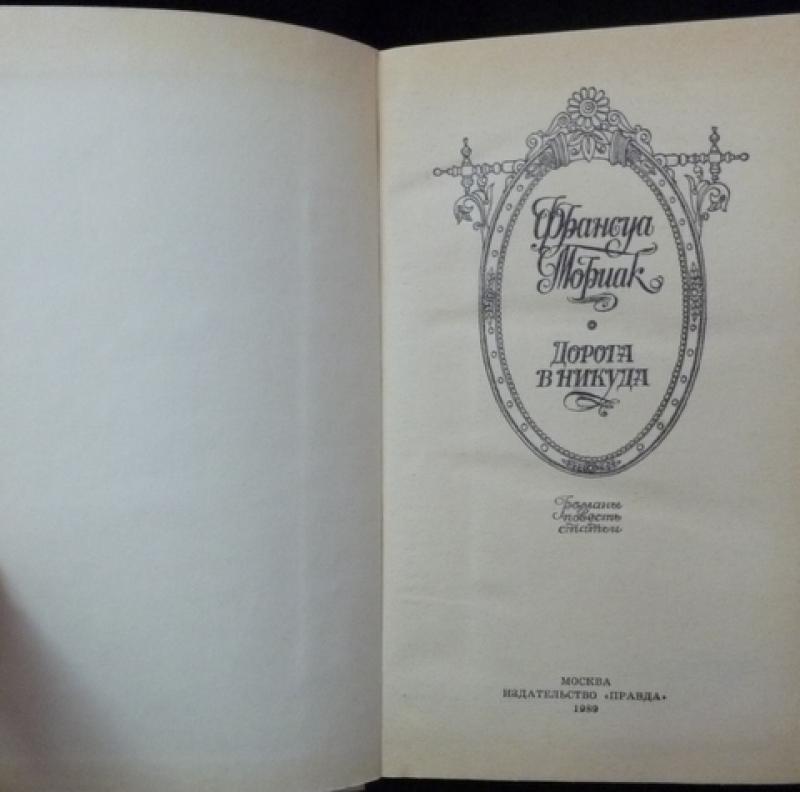 Франсуа
Мориак
ДОРОГА
В НИКУДА
Романы
повесть
статьи
МОСКВА
ИЗДАТЕЛЬСТВО «ПРАВДА»
1989